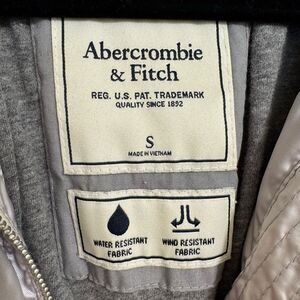 Abercrombie
& Fitch
REG. U.S. PAT. TRADEMARK
QUALITY SINCE 1892
S
MADE IN VIETNAM
WATER RESISTANT
FABRIC
WIND RESISTANT
FABRIC